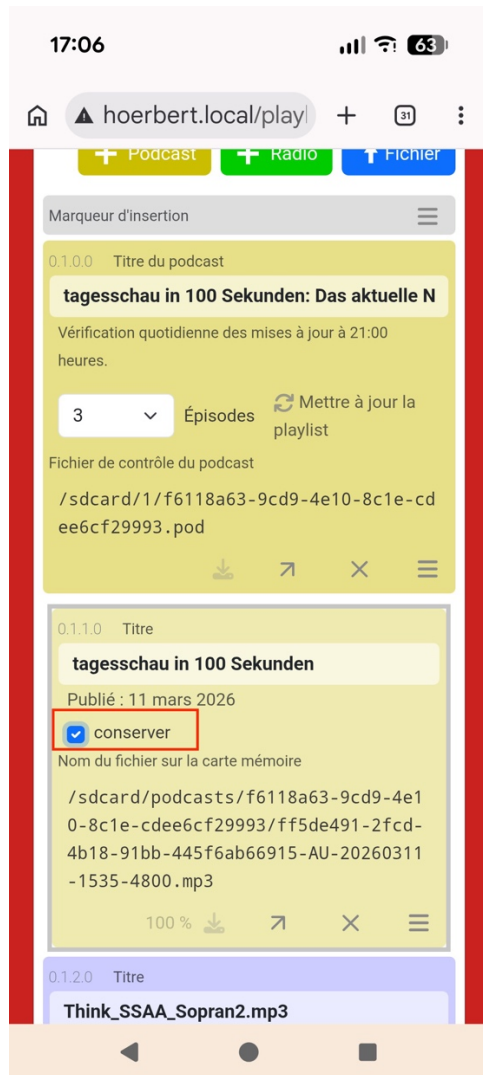 17:06
63
hoerbert.local/playl
31
Podcast
Radio
Fichier
Marqueur d'insertion
0.1.0.0 Titre du podcast
tagesschau in 100 Sekunden: Das aktuelle N
Vérification quotidienne des mises à jour à 21:00
heures.
3 Épisodes Mettre à jour la
playlist
Fichier de contrôle du podcast
/sdcard/1/f6118a63-9cd9-4e10-8c1e-cd
ee6cf29993.pod
0.1.1.0 Titre
tagesschau in 100 Sekunden
Publié : 11 mars 2026
conserver
Nom du fichier sur la carte mémoire
/sdcard/podcasts/f6118a63-9cd9-4e1
0-8c1e-cdee6cf29993/ff5de491-2fcd-
4b18-91bb-445f6ab66915-AU-20260311
-1535-4800.mp3
100 %
0.1.2.0 Titre
Think_SSAA_Sopran2.mp3